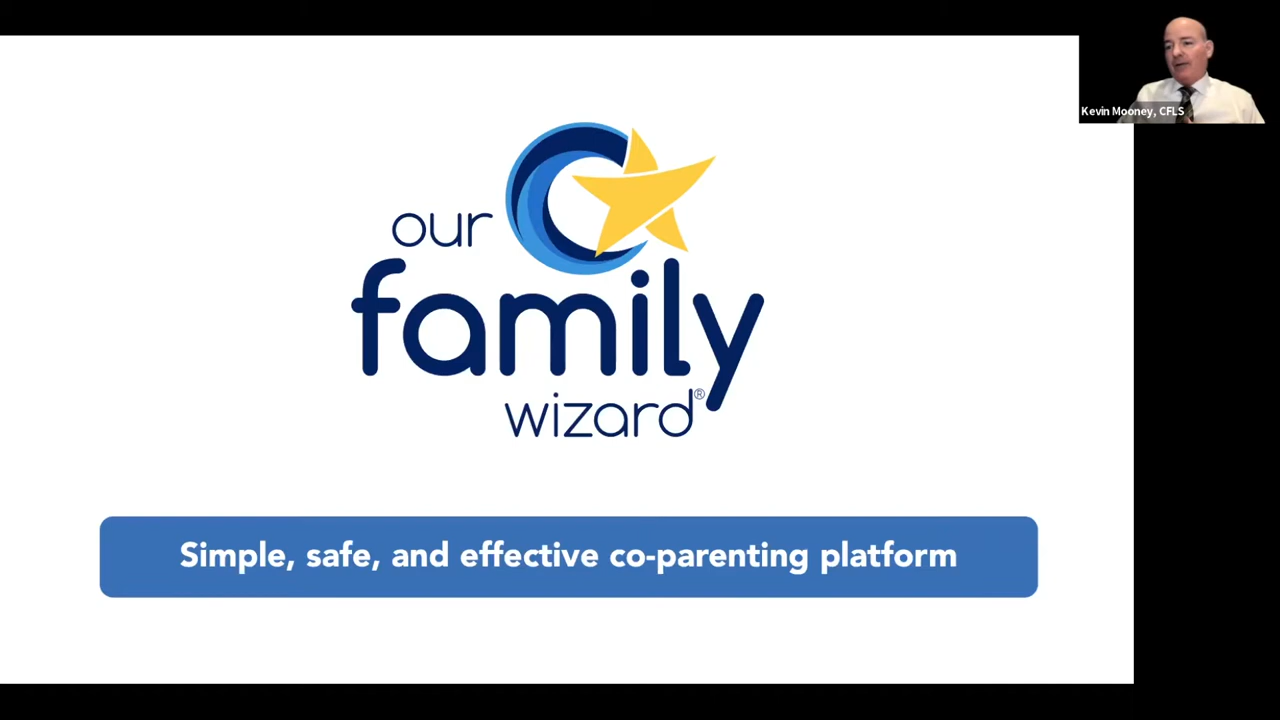 Kevin Mooney, CFLS
our
family
wizard®
Simple, safe, and effective co-parenting platform